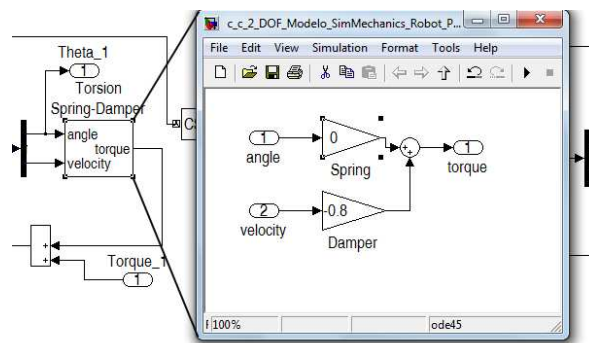 c_c_2_DOF_Modelo_SimMechanics_Robot_P...
File Edit View Simulation Format Tools Help
Theta_1
1
Torsion
Spring-Damper
angle
torque
velocity
+
+
Torque_1
1
1
angle
0
Spring
+
+
1
torque
2
velocity
-0.8
Damper
100%
ode45